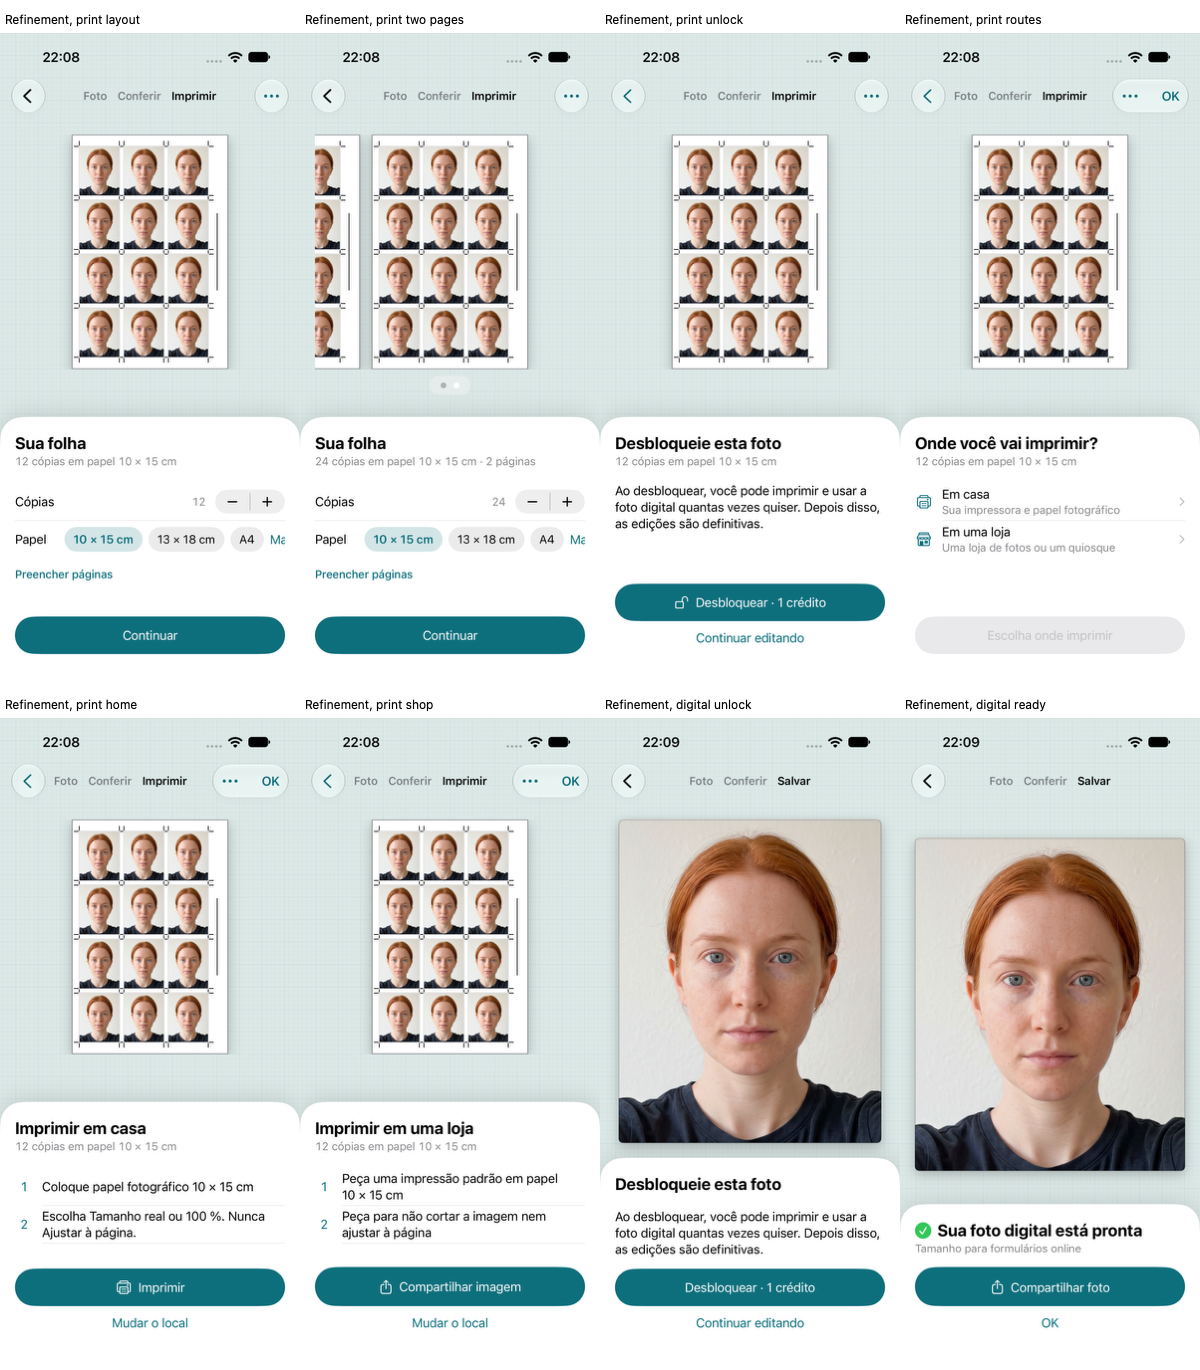 Refinement, print layout
22:08
Foto Conferir Imprimir
Sua folha
12 cópias em papel 10 × 15 cm
Cópias 12 − +
Papel 10 × 15 cm 13 × 18 cm A4 Ma
Preencher páginas
Continuar
Refinement, print two pages
22:08
Foto Conferir Imprimir
Sua folha
24 cópias em papel 10 × 15 cm · 2 páginas
Cópias 24 − +
Papel 10 × 15 cm 13 × 18 cm A4 Ma
Preencher páginas
Continuar
Refinement, print unlock
22:08
Foto Conferir Imprimir
Desbloqueie esta foto
12 cópias em papel 10 × 15 cm
Ao desbloquear, você pode imprimir e usar a
foto digital quantas vezes quiser. Depois disso,
as edições são definitivas.
Desbloquear · 1 crédito
Continuar editando
Refinement, print routes
22:08
Foto Conferir Imprimir OK
Onde você vai imprimir?
12 cópias em papel 10 × 15 cm
Em casa
Sua impressora e papel fotográfico
Em uma loja
Uma loja de fotos ou um quiosque
Escolha onde imprimir
Refinement, print home
22:08
Foto Conferir Imprimir OK
Imprimir em casa
12 cópias em papel 10 × 15 cm
1 Coloque papel fotográfico 10 × 15 cm
2 Escolha Tamanho real ou 100 %. Nunca
Ajustar à página.
Imprimir
Mudar o local
Refinement, print shop
22:08
Foto Conferir Imprimir OK
Imprimir em uma loja
12 cópias em papel 10 × 15 cm
1 Peça uma impressão padrão em papel
10 × 15 cm
2 Peça para não cortar a imagem nem
ajustar à página
Compartilhar imagem
Mudar o local
Refinement, digital unlock
22:09
Foto Conferir Salvar
Desbloqueie esta foto
Ao desbloquear, você pode imprimir e usar a
foto digital quantas vezes quiser. Depois disso,
as edições são definitivas.
Desbloquear · 1 crédito
Continuar editando
Refinement, digital ready
22:09
Foto Conferir Salvar
Sua foto digital está pronta
Tamanho para formulários online
Compartilhar foto
OK